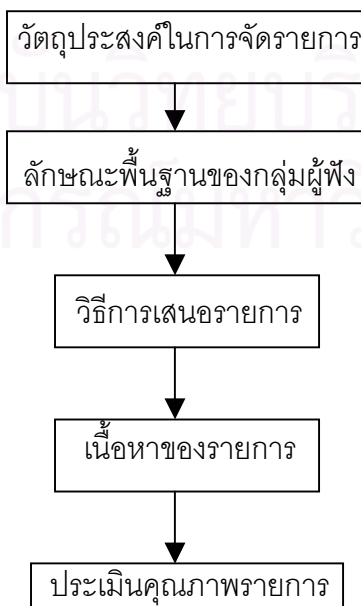 วัตถุประสงค์ในการจัดรายการ
ลักษณะพื้นฐานของกลุ่มผู้ฟัง
วิธีการเสนอรายการ
เนื้อหาของรายการ
ประเมินคุณภาพรายการ